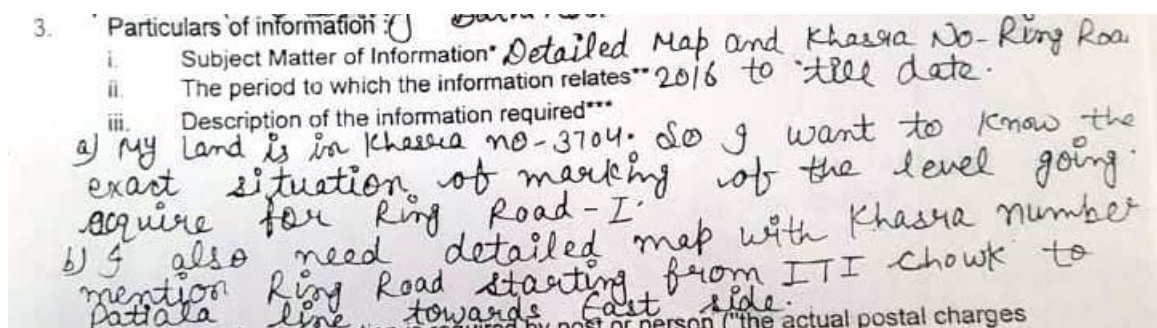 3. Particulars of information :
i. Subject Matter of Information* Detailed Map and Khasra No-Ring Roa
ii. The period to which the information relates** 2016 to till date.
iii. Description of the information required***
a) My Land is in Khasra no-3704. So I want to know the
exact situation of marking of the level going
acquire for Ring Road-I.
b) I also need detailed map with Khasra number
mention Ring Road starting from ITI Chowk to
Patiala line towards East side.
required by post or person ("the actual postal charges